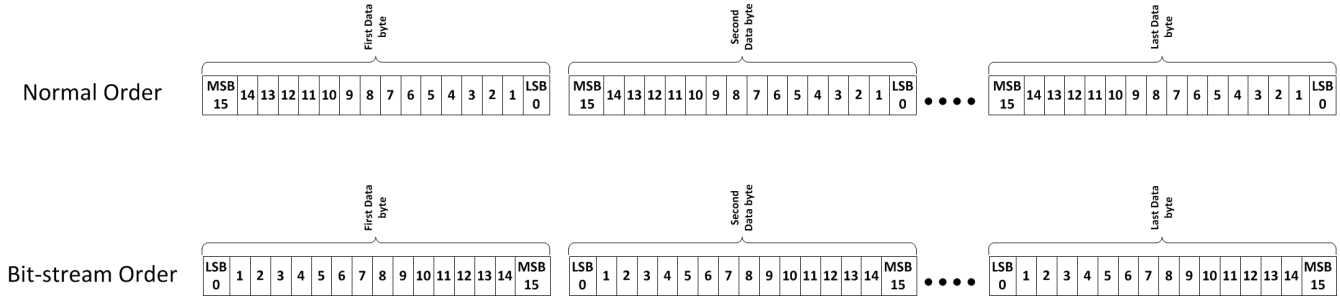 First Data
byte
Second
Data byte
Last Data
byte
Normal Order
MSB 15 14 13 12 11 10 9 8 7 6 5 4 3 2 1 LSB 0
MSB 15 14 13 12 11 10 9 8 7 6 5 4 3 2 1 LSB 0
MSB 15 14 13 12 11 10 9 8 7 6 5 4 3 2 1 LSB 0
First Data
byte
Second
Data byte
Last Data
byte
Bit-stream Order
LSB 0 1 2 3 4 5 6 7 8 9 10 11 12 13 14 MSB 15
LSB 0 1 2 3 4 5 6 7 8 9 10 11 12 13 14 MSB 15
LSB 0 1 2 3 4 5 6 7 8 9 10 11 12 13 14 MSB 15